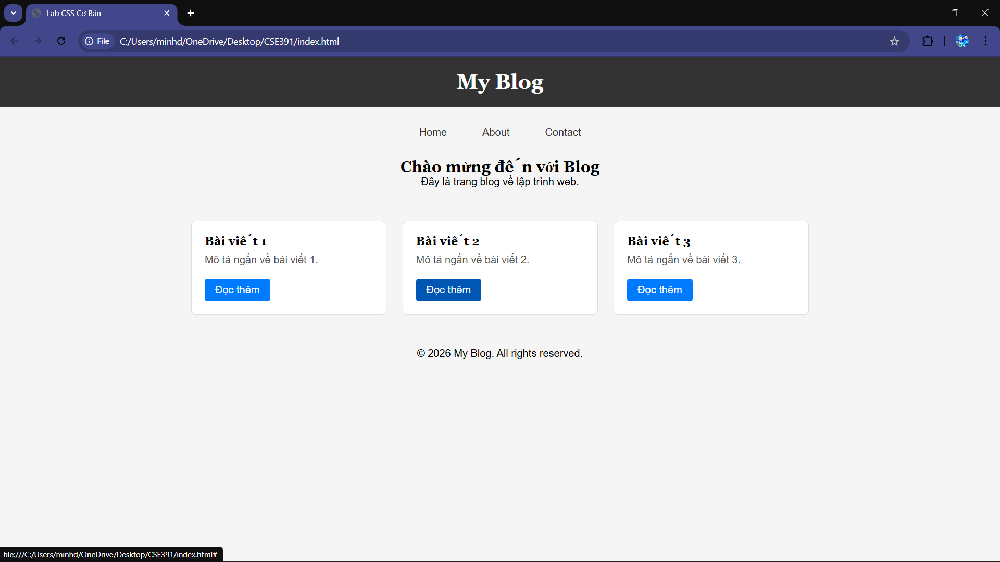 Lab CSS Cơ Bản
File C:/Users/minhd/OneDrive/Desktop/CSE391/index.html
My Blog
Home About Contact
Chào mừng đến với Blog
Đây là trang blog về lập trình web.
Bài viết 1
Mô tả ngắn về bài viết 1.
Đọc thêm
Bài viết 2
Mô tả ngắn về bài viết 2.
Đọc thêm
Bài viết 3
Mô tả ngắn về bài viết 3.
Đọc thêm
© 2026 My Blog. All rights reserved.
file:///C:/Users/minhd/OneDrive/Desktop/CSE391/index.html#